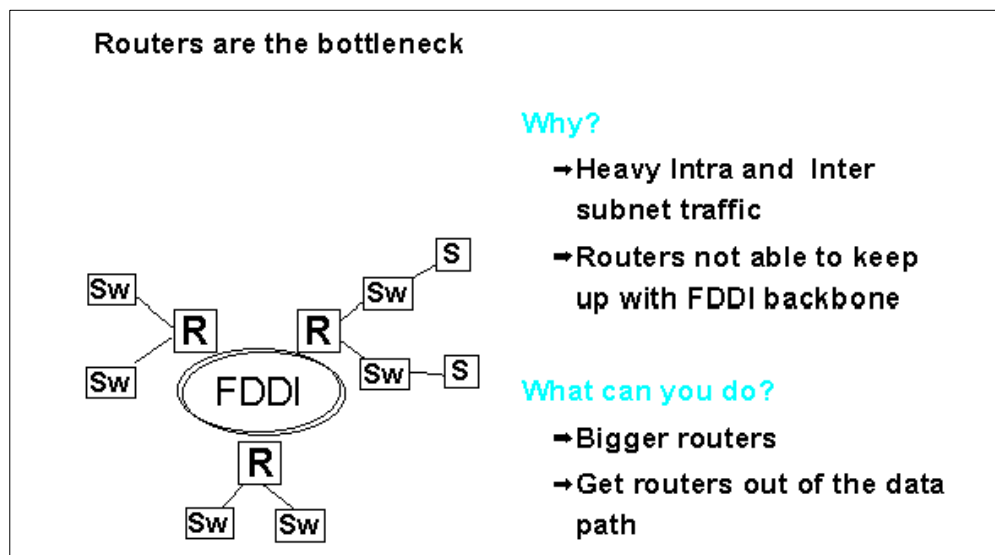 Routers are the bottleneck
Why?
→Heavy Intra and Inter
subnet traffic
→Routers not able to keep
up with FDDI backbone
What can you do?
→Bigger routers
→Get routers out of the data
path
S
Sw
Sw
R
R
Sw
Sw
S
FDDI
R
Sw
Sw